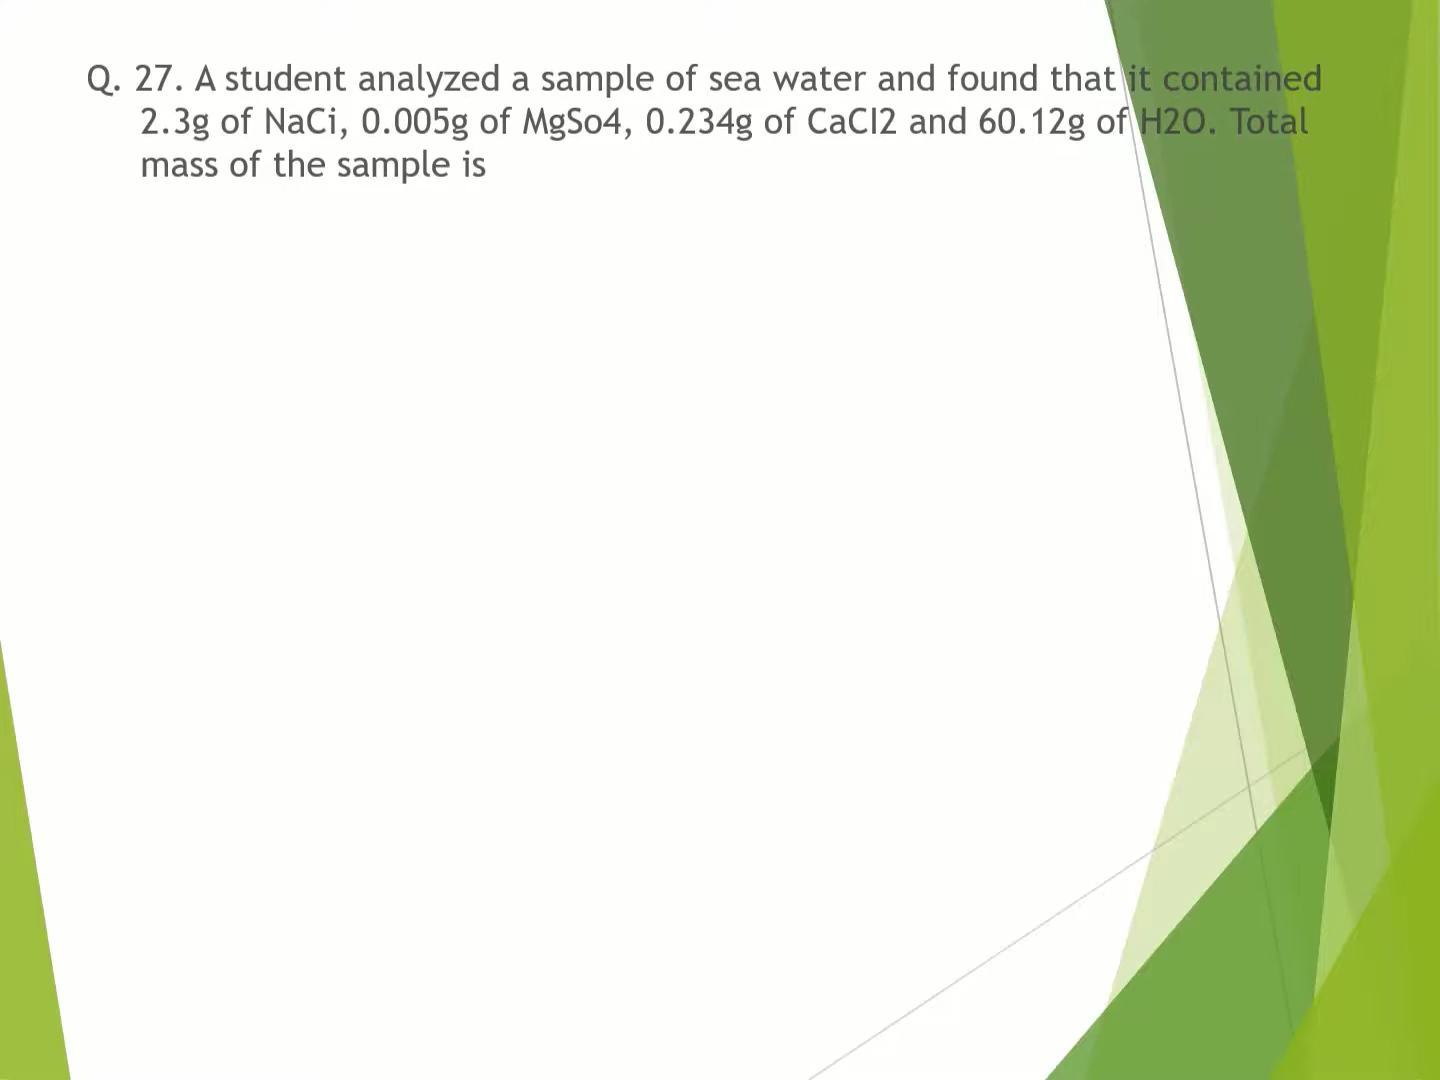 Q. 27. A student analyzed a sample of sea water and found that it contained
2.3g of NaCi, 0.005g of MgSo4, 0.234g of CaCI2 and 60.12g of H2O. Total
mass of the sample is